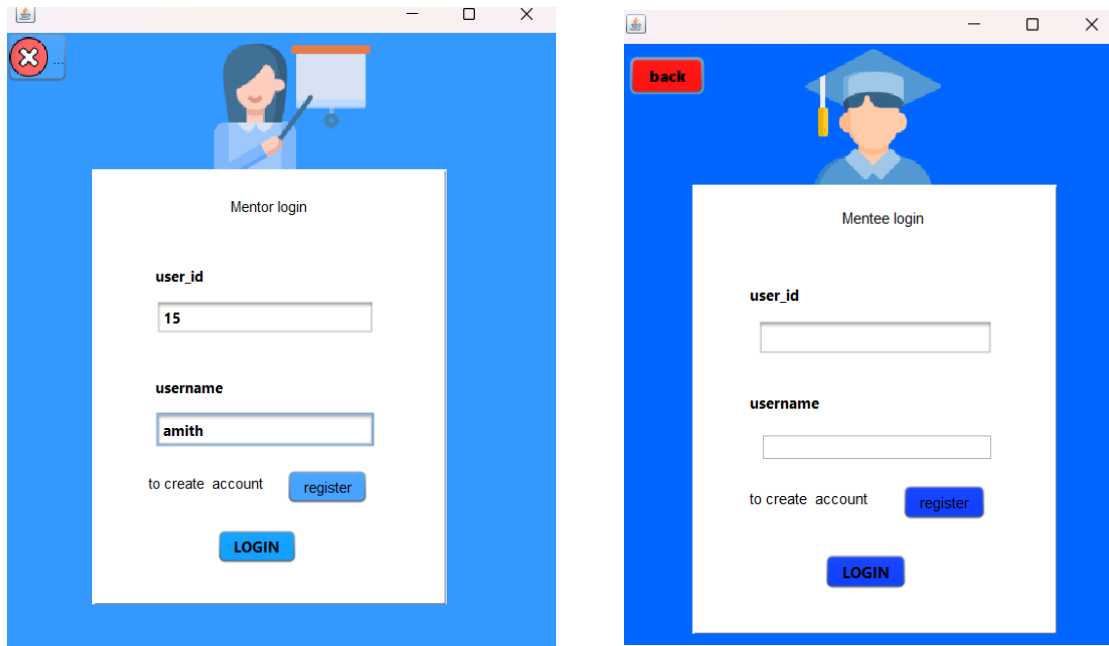 ...
Mentor login
user_id
15
username
amith
to create account register
LOGIN
back
Mentee login
user_id
username
to create account register
LOGIN